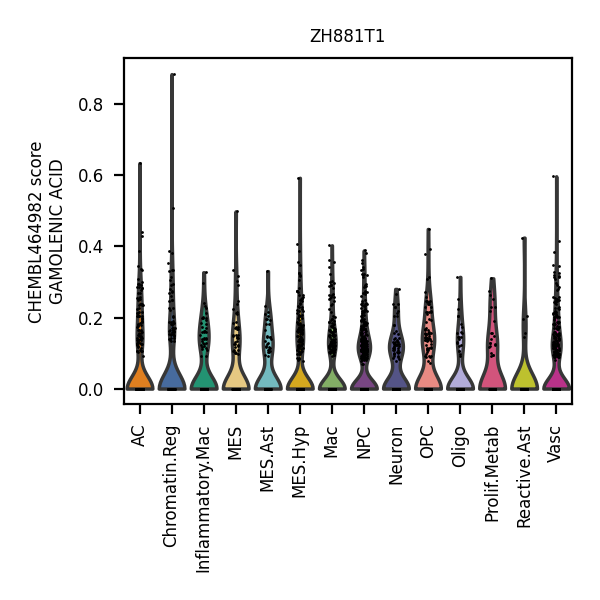 ZH881T1
CHEMBL464982 score
GAMOLENIC ACID
0.8
0.6
0.4
0.2
0.0
AC
Chromatin.Reg
Inflammatory.Mac
MES
MES.Ast
MES.Hyp
Mac
NPC
Neuron
OPC
Oligo
Prolif.Metab
Reactive.Ast
Vasc